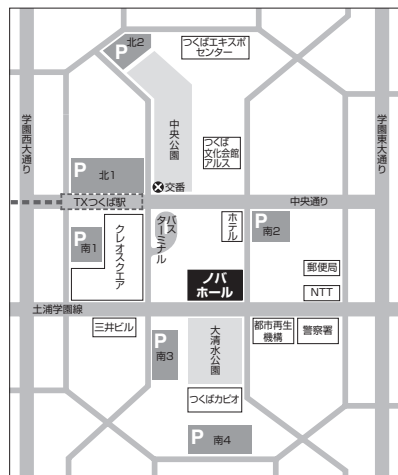 P
北2
つくばエキスポ
センター
学園西大通り
中央公園
つくば
文化会館
アルス
学園東大通り
P
北1
交番
TXつくば駅
中央通り
P
南1
クレオスクエア
バス
ターミナル
ホテル
P
南2
郵便局
ノバ
ホール
NTT
土浦学園線
三井ビル
P
南3
大清水公園
都市再生
機構
警察署
つくばカピオ
P
南4